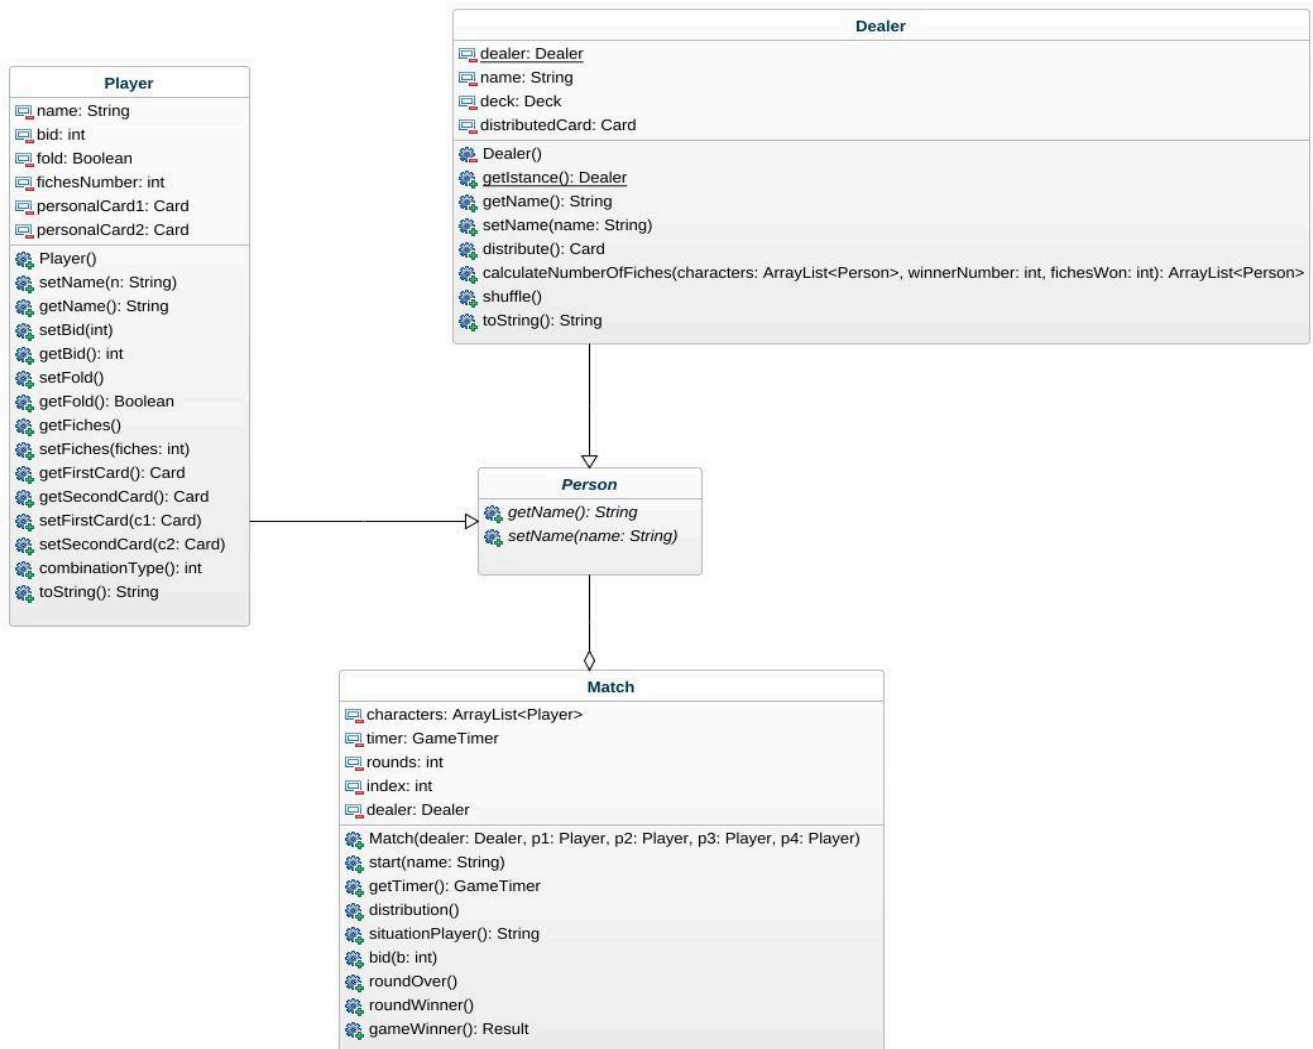 Dealer
dealer: Dealer
name: String
deck: Deck
distributedCard: Card
Dealer()
getIstance(): Dealer
getName(): String
setName(name: String)
distribute(): Card
calculateNumberOfFiches(characters: ArrayList<Person>, winnerNumber: int, fichesWon: int): ArrayList<Person>
shuffle()
toString(): String
Player
name: String
bid: int
fold: Boolean
fichesNumber: int
personalCard1: Card
personalCard2: Card
Player()
setName(n: String)
getName(): String
setBid(int)
getBid(): int
setFold()
getFold(): Boolean
getFiches()
setFiches(fiches: int)
getFirstCard(): Card
getSecondCard(): Card
setFirstCard(c1: Card)
setSecondCard(c2: Card)
combinationType(): int
toString(): String
Person
getName(): String
setName(name: String)
Match
characters: ArrayList<Player>
timer: GameTimer
rounds: int
index: int
dealer: Dealer
Match(dealer: Dealer, p1: Player, p2: Player, p3: Player, p4: Player)
start(name: String)
getTimer(): GameTimer
distribution()
situationPlayer(): String
bid(b: int)
roundOver()
roundWinner()
gameWinner(): Result